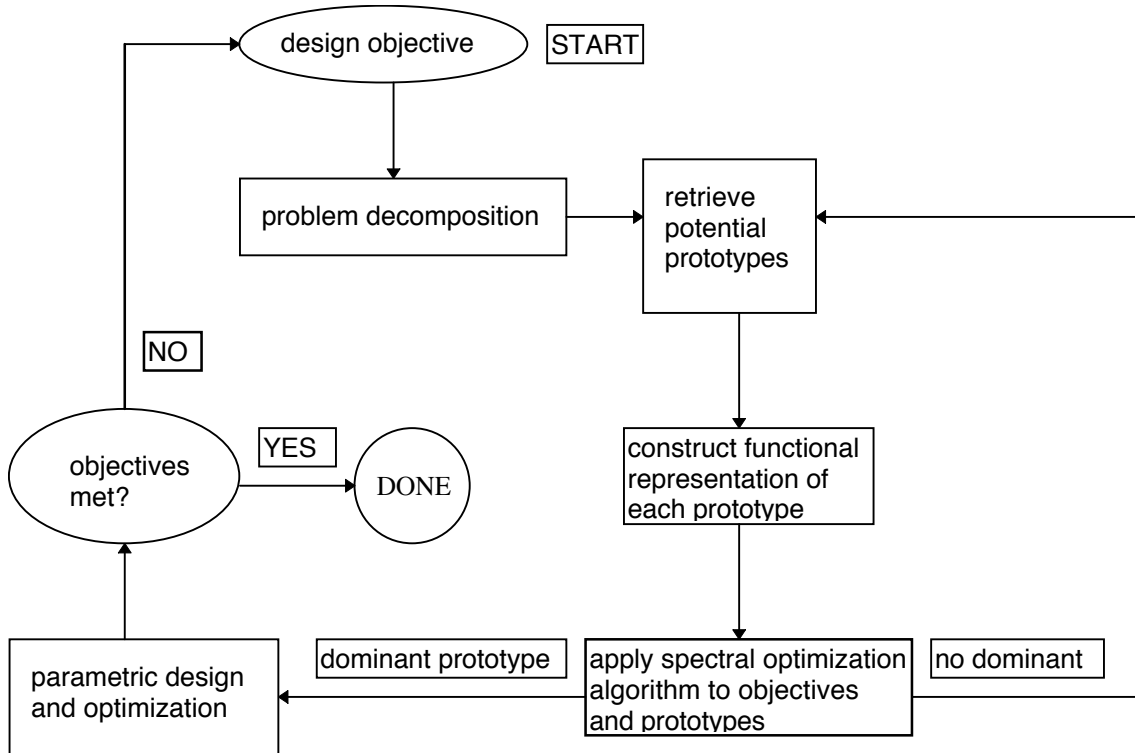 design objective
START
problem decomposition
retrieve
potential
prototypes
NO
YES
objectives
met?
DONE
construct functional
representation of
each prototype
dominant prototype
apply spectral optimization
algorithm to objectives
and prototypes
no dominant
parametric design
and optimization